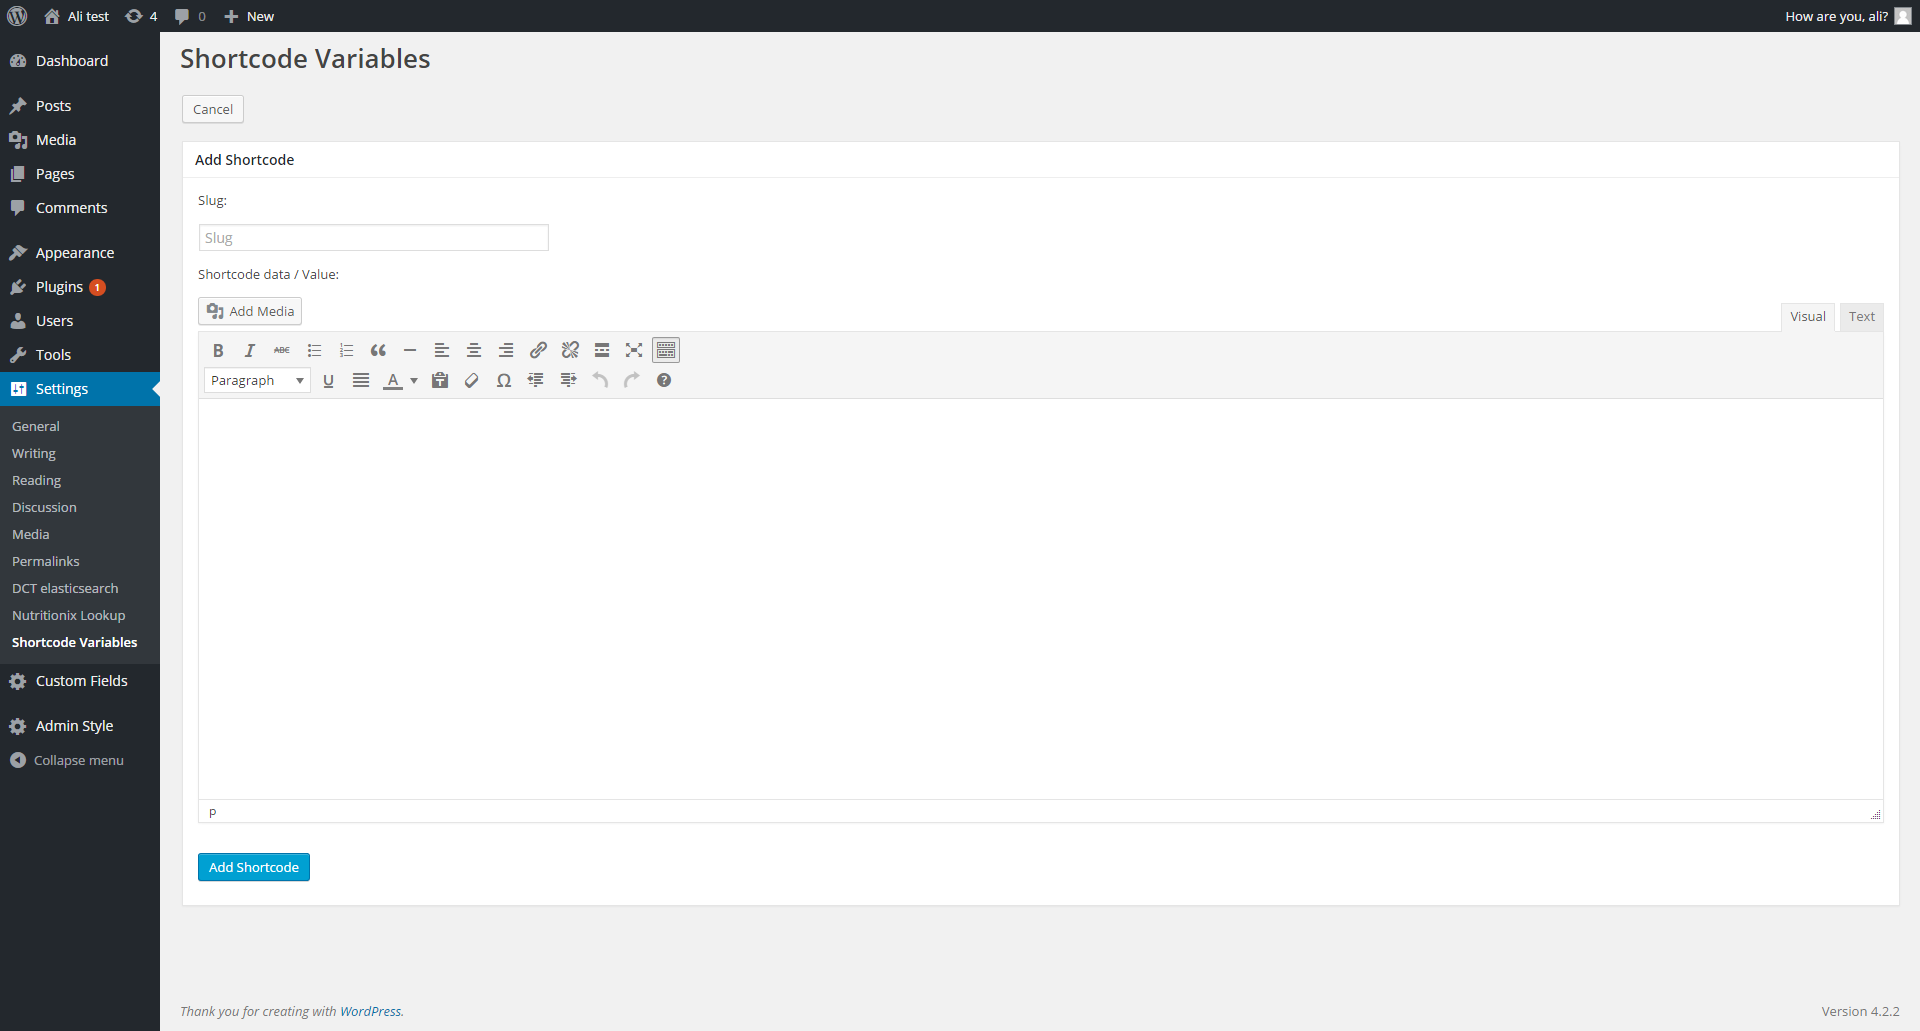 Ali test
4
0
New
How are you, ali?
Dashboard
Posts
Media
Pages
Comments
Appearance
Plugins 1
Users
Tools
Settings
General
Writing
Reading
Discussion
Media
Permalinks
DCT elasticsearch
Nutritionix Lookup
Shortcode Variables
Custom Fields
Admin Style
Collapse menu
Shortcode Variables
Cancel
Add Shortcode
Slug:
Slug
Shortcode data / Value:
Add Media
Visual
Text
B I ABC
Paragraph
U A Ω ?
p
Add Shortcode
Thank you for creating with WordPress.
Version 4.2.2